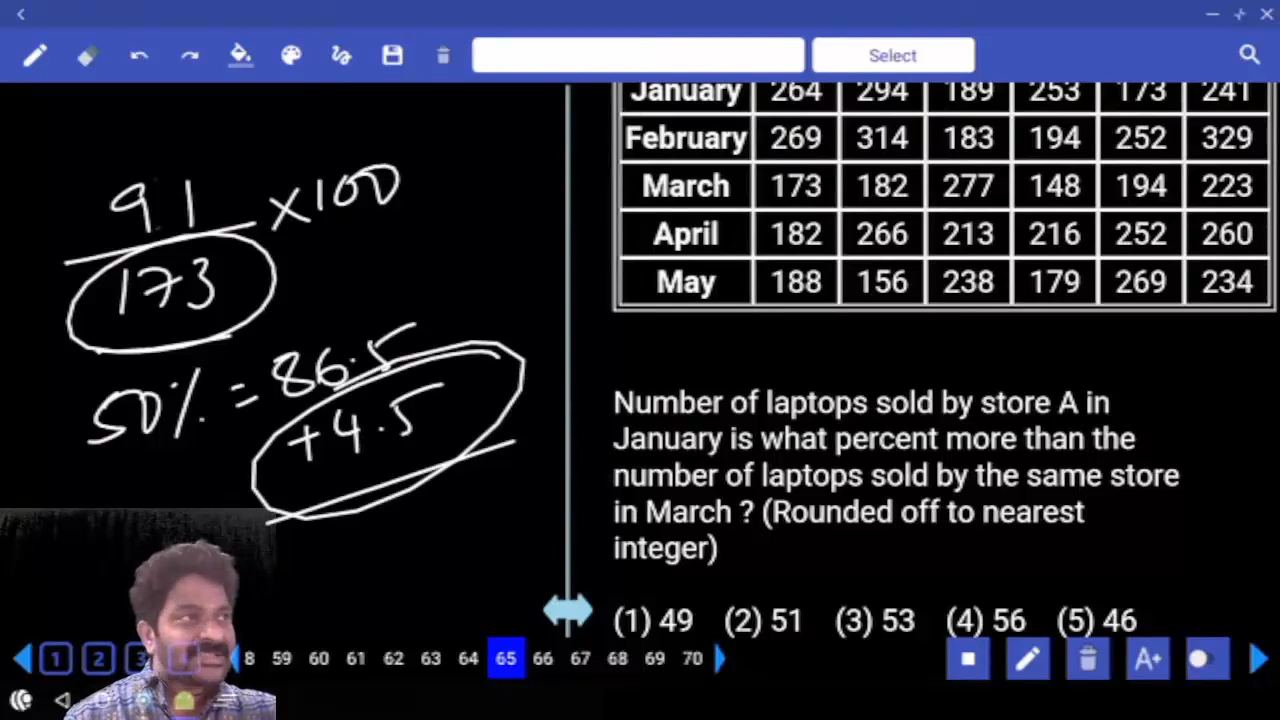 Select
January 264 294 189 253 173 241
February 269 314 183 194 252 329
March 173 182 277 148 194 223
April 182 266 213 216 252 260
May 188 156 238 179 269 234
91
173
×100
50% = 86.5
+4.5
Number of laptops sold by store A in
January is what percent more than the
number of laptops sold by the same store
in March ? (Rounded off to nearest
integer)
(1) 49 (2) 51 (3) 53 (4) 56 (5) 46
1 2 3 8 59 60 61 62 63 64 65 66 67 68 69 70
A+